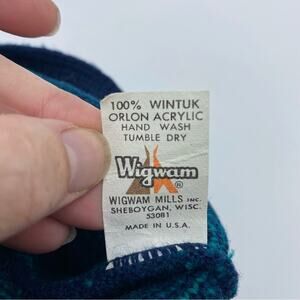 100% WINTUK
ORLON ACRYLIC
HAND WASH
TUMBLE DRY
Wigwam®
WIGWAM MILLS INC.
SHEBOYGAN, WISC.
53081
MADE IN U.S.A.